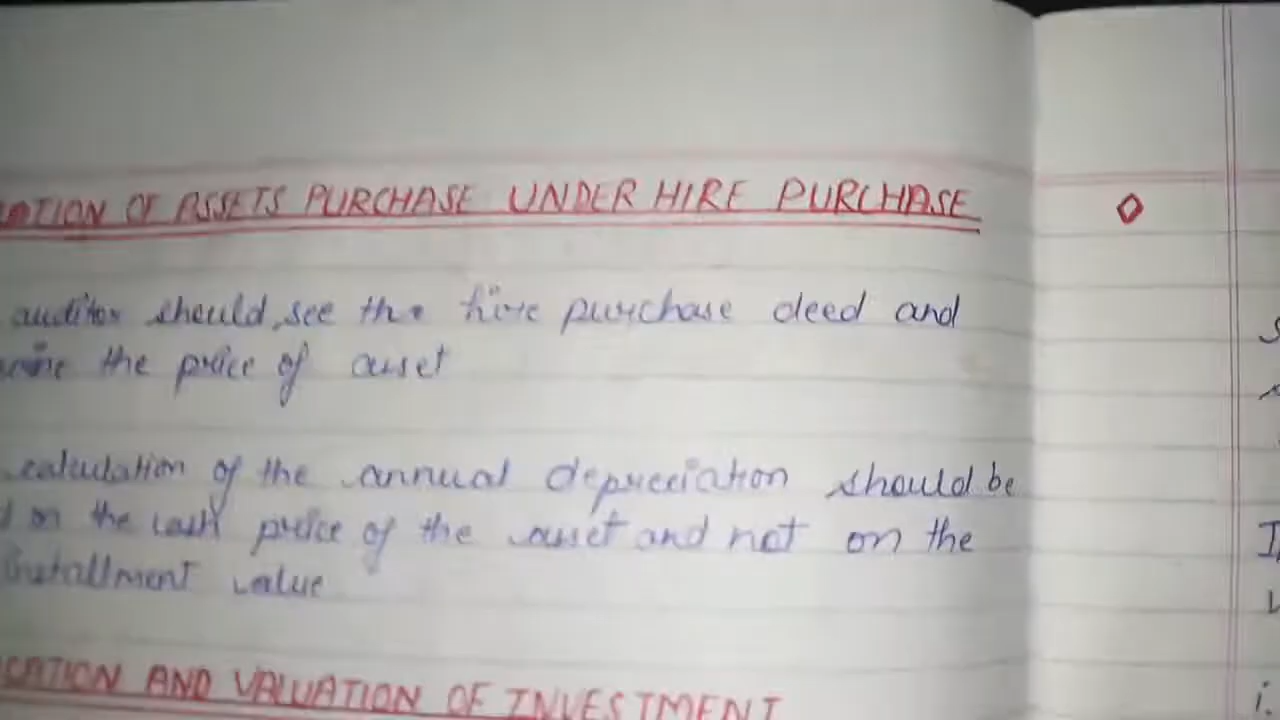 ATION OF ASSETS PURCHASE UNDER HIRE PURCHASE
auditor should see the hire purchase deed and
the price of asset
calculation of the annual depreciation should be
on the cash price of the asset and not on the
installment value
CATION AND VALUATION OF INVESTMENT
i.